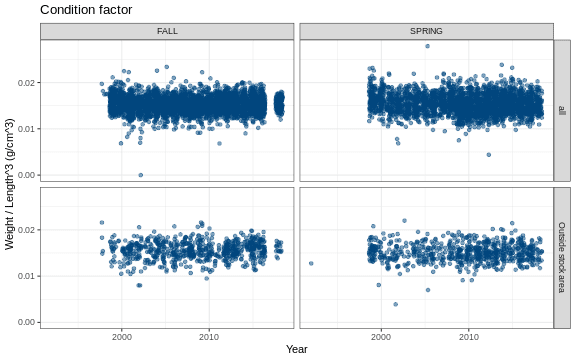 Condition factor
FALL
SPRING
0.02
0.01
0.00
all
0.02
0.01
0.00
Outside stock area
2000
2010
2000
2010
Weight / Length^3 (g/cm^3)
Year